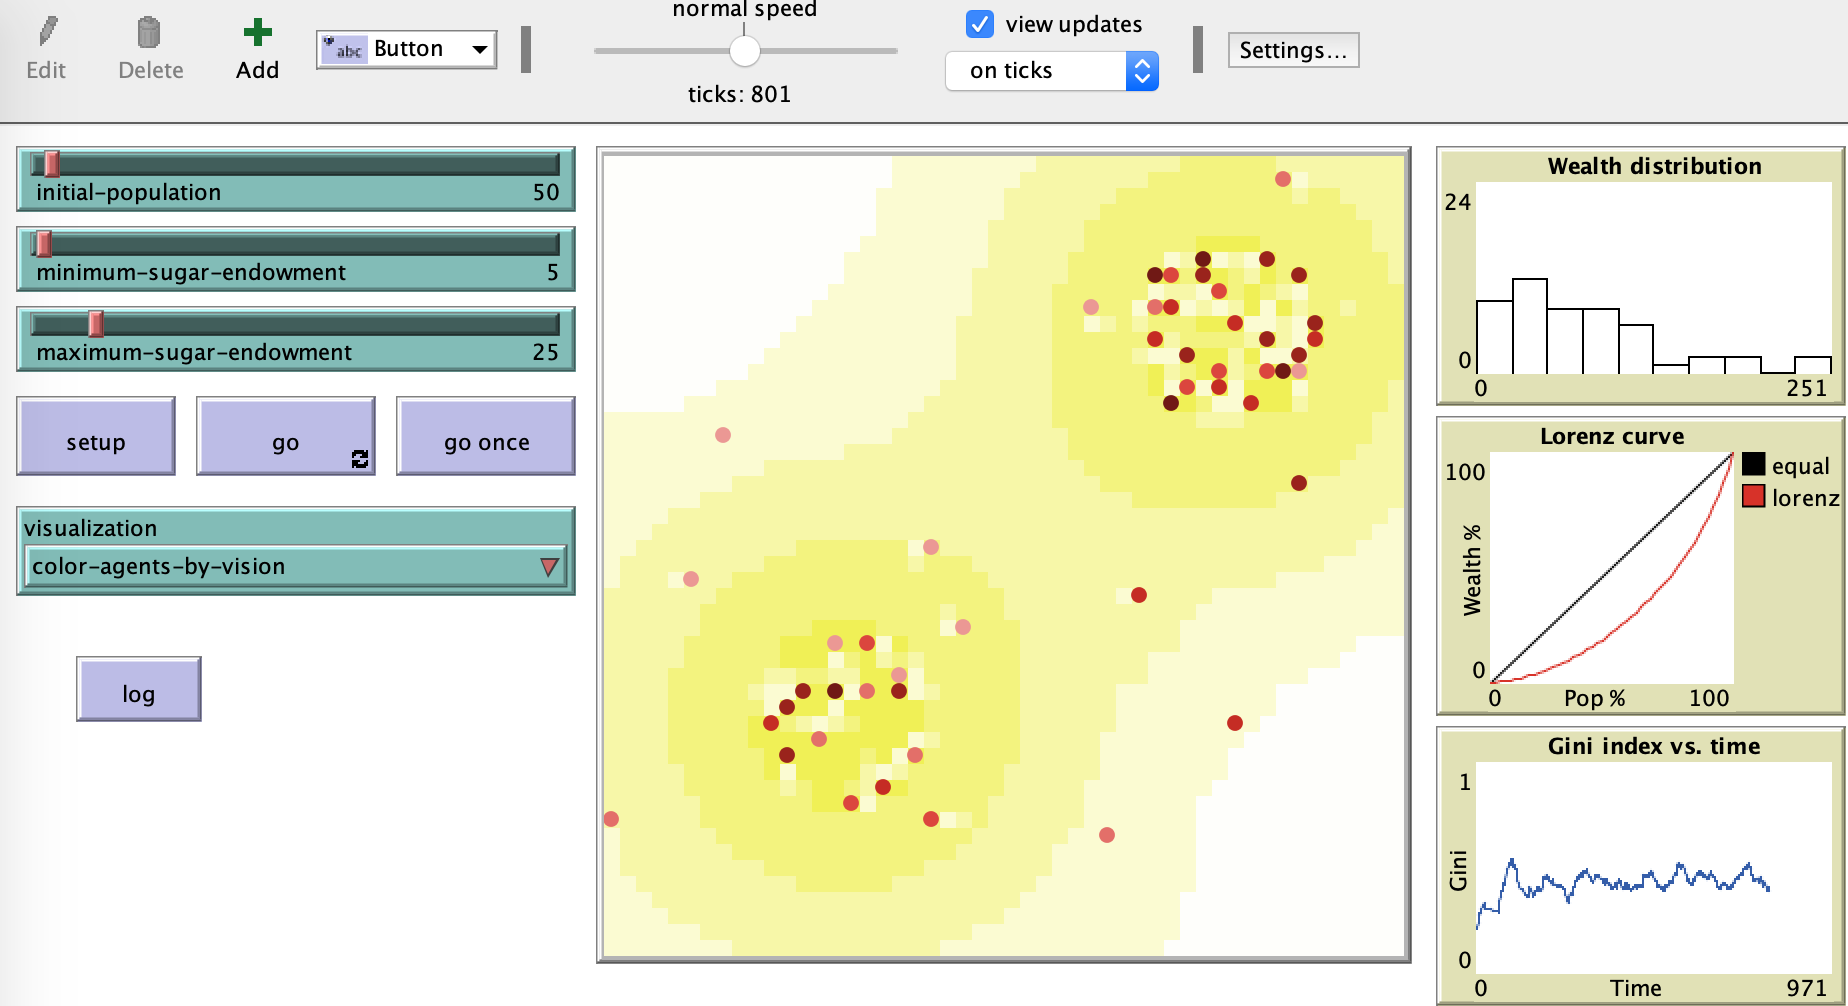 normal speed
view updates
Edit
Delete
Add
abc Button
on ticks
Settings...
ticks: 801
initial-population 50
minimum-sugar-endowment 5
maximum-sugar-endowment 25
setup
go
go once
visualization
color-agents-by-vision
log
Wealth distribution
24
0
0 251
Lorenz curve
100
equal
lorenz
Wealth %
0
0 Pop % 100
Gini index vs. time
1
Gini
0
0 Time 971